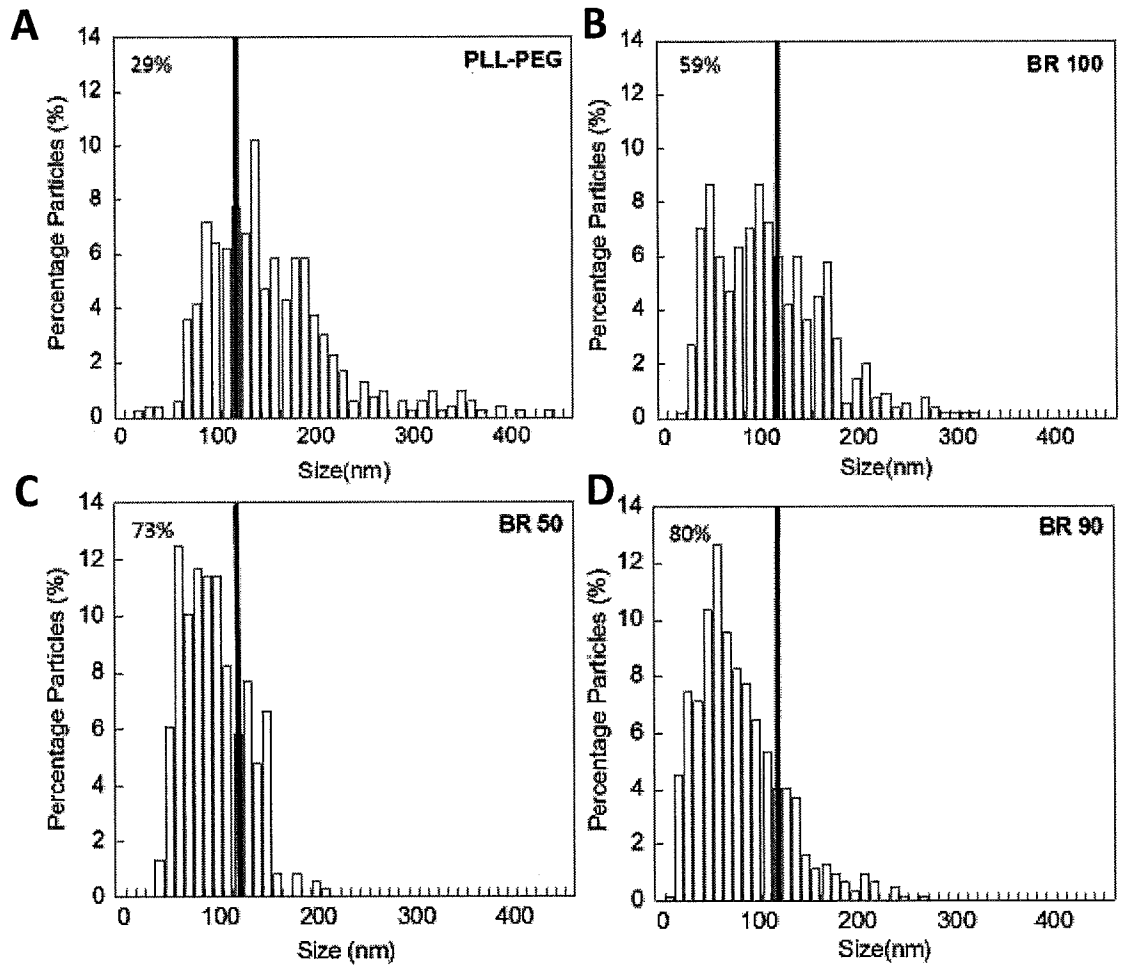 A
PLL-PEG
29%
14
12
10
8
6
4
2
0
Percentage Particles (%)
0 100 200 300 400
Size(nm)
B
BR 100
59%
14
12
10
8
6
4
2
0
Percentage Particles (%)
0 100 200 300 400
Size(nm)
C
BR 50
73%
14
12
10
8
6
4
2
0
Percentage Particles (%)
0 100 200 300 400
Size (nm)
D
BR 90
80%
14
12
10
8
6
4
2
0
Percentage Particles (%)
0 100 200 300 400
Size(nm)